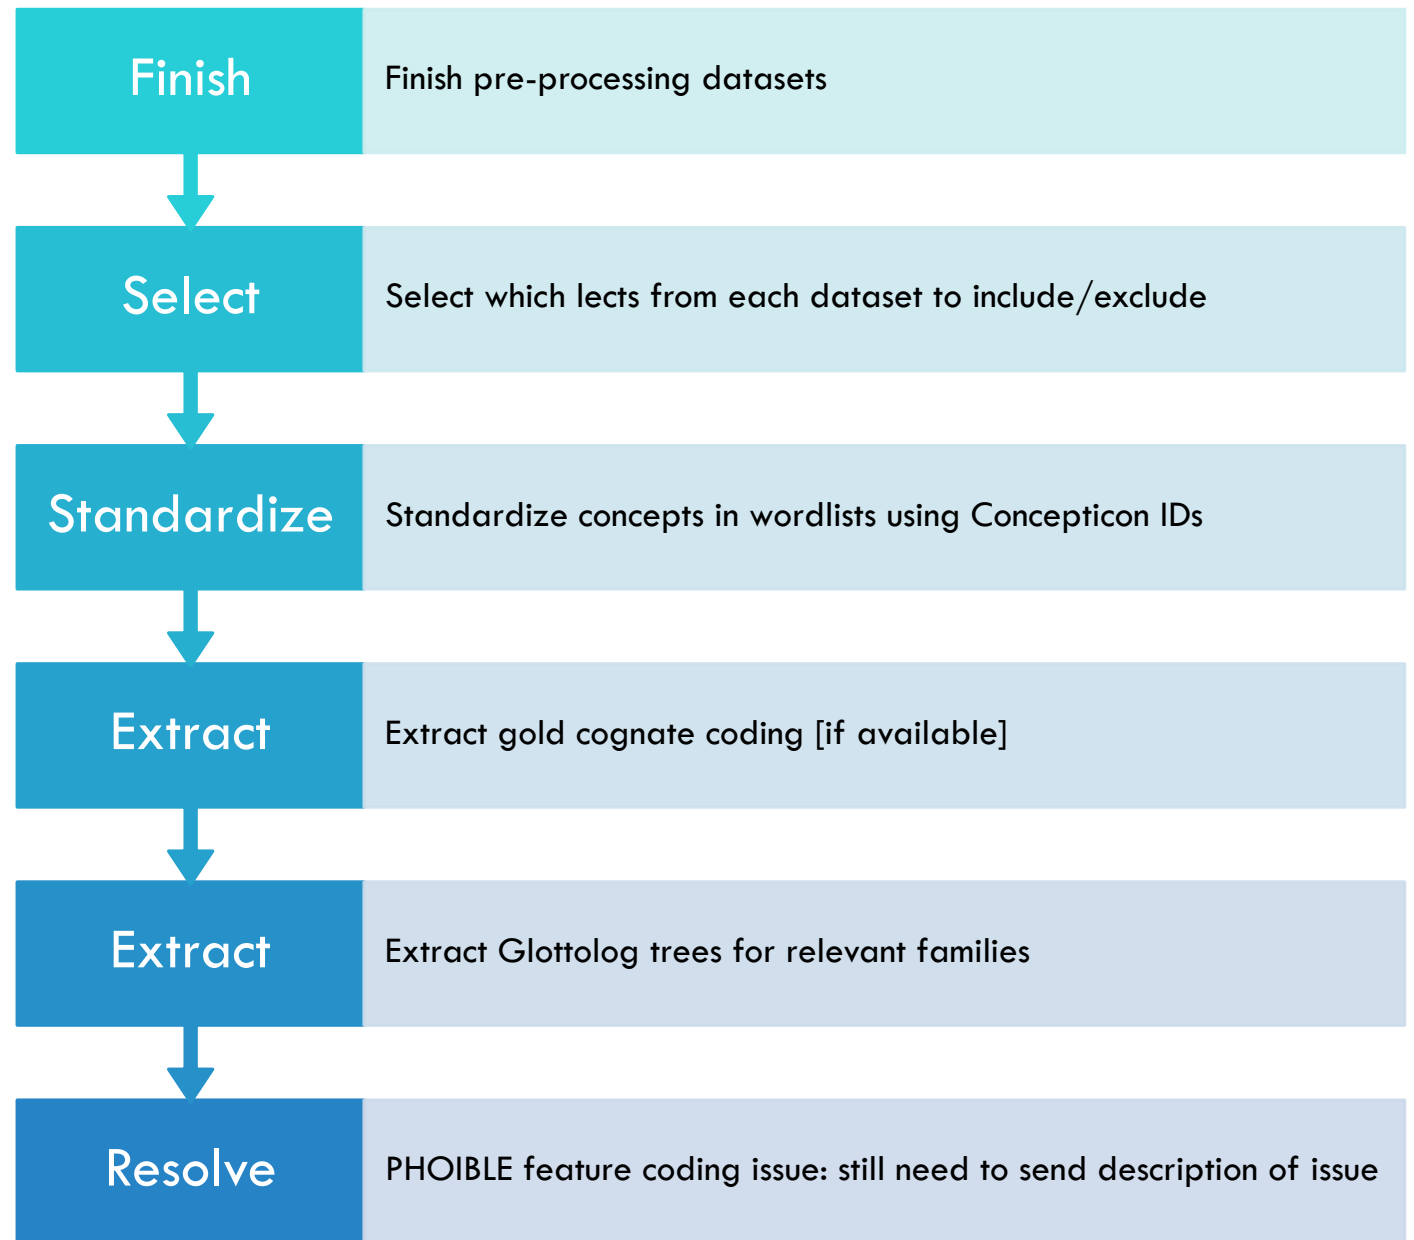 Finish
Finish pre-processing datasets
Select
Select which lects from each dataset to include/exclude
Standardize
Standardize concepts in wordlists using Concepticon IDs
Extract
Extract gold cognate coding [if available]
Extract
Extract Glottolog trees for relevant families
Resolve
PHOIBLE feature coding issue: still need to send description of issue